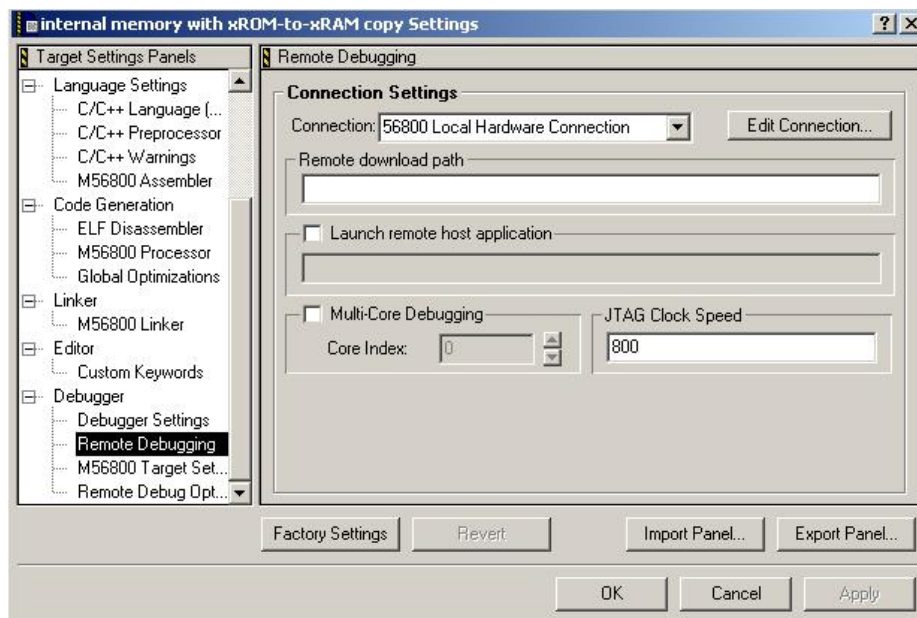 internal memory with xROM-to-xRAM copy Settings
Target Settings Panels
Language Settings
C/C++ Language (...
C/C++ Preprocessor
C/C++ Warnings
M56800 Assembler
Code Generation
ELF Disassembler
M56800 Processor
Global Optimizations
Linker
M56800 Linker
Editor
Custom Keywords
Debugger
Debugger Settings
Remote Debugging
M56800 Target Set...
Remote Debug Opt...
Remote Debugging
Connection Settings
Connection: 56800 Local Hardware Connection Edit Connection...
Remote download path
Launch remote host application
Multi-Core Debugging
Core Index: 0
JTAG Clock Speed
800
Factory Settings Revert Import Panel... Export Panel...
OK Cancel Apply